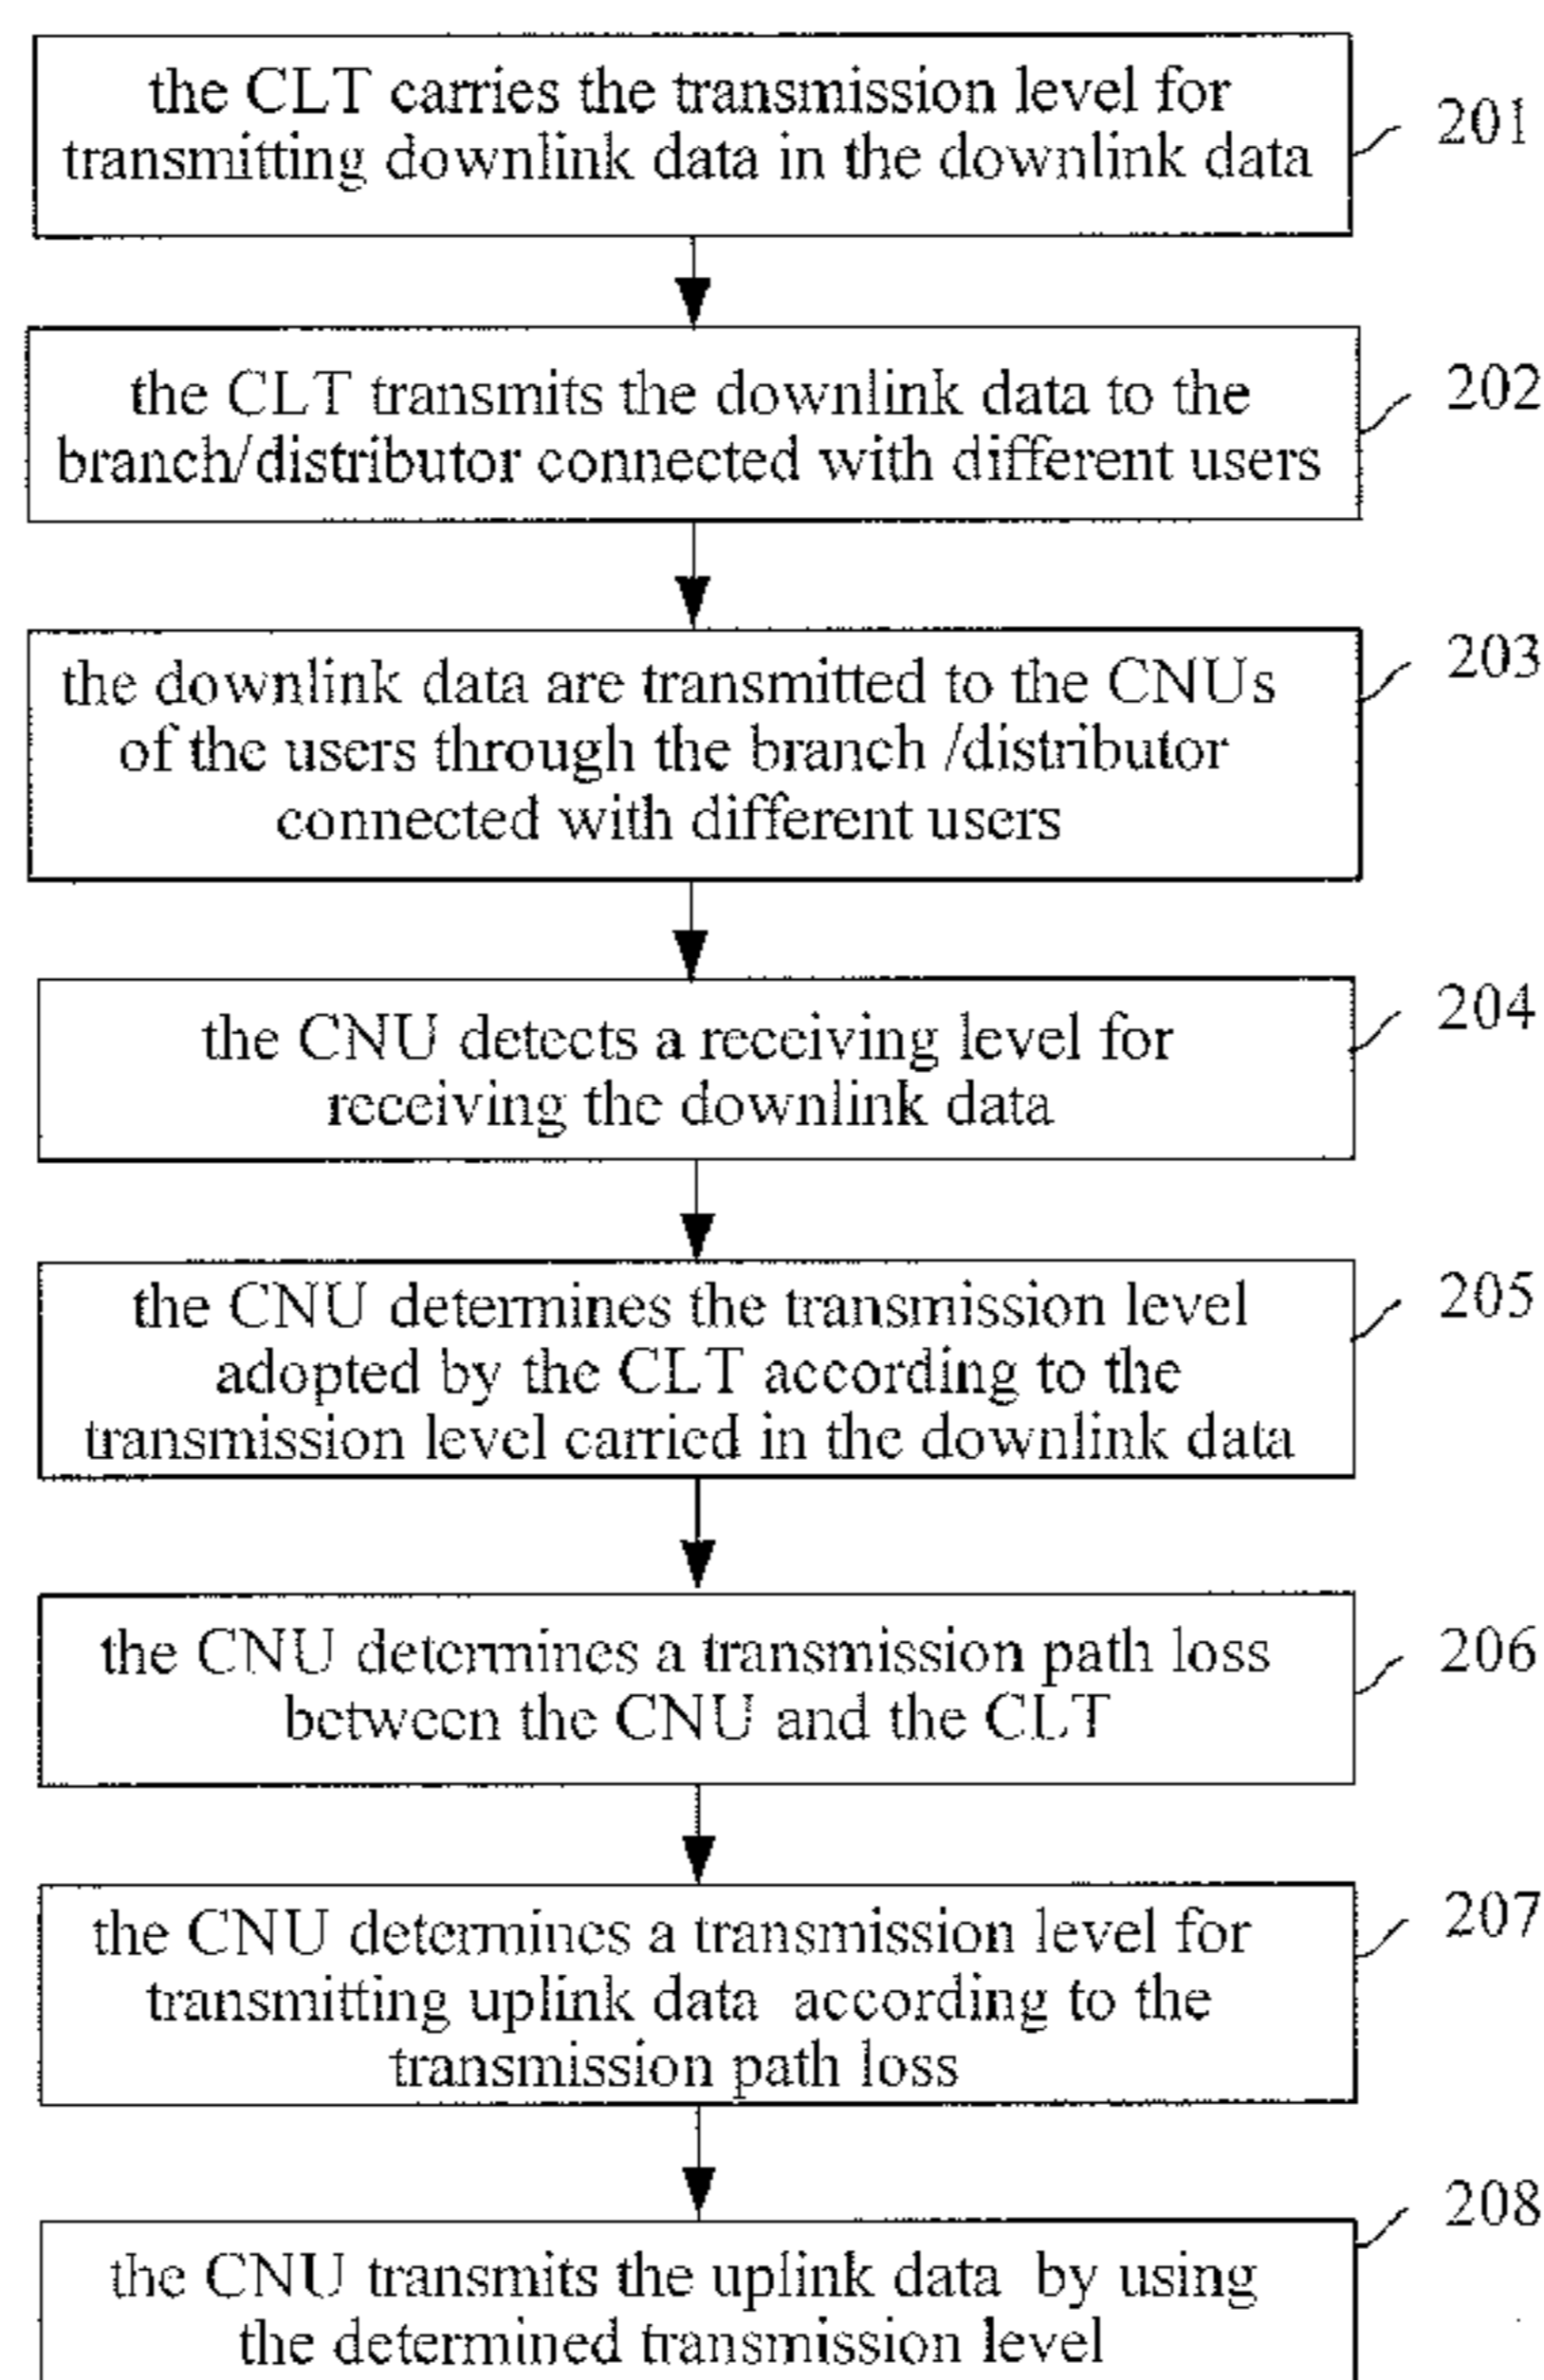 the CLT carries the transmission level for
transmitting downlink data in the downlink data
201
the CLT transmits the downlink data to the
branch/distributor connected with different users
202
the downlink data are transmitted to the CNUs
of the users through the branch /distributor
connected with different users
203
the CNU detects a receiving level for
receiving the downlink data
204
the CNU determines the transmission level
adopted by the CLT according to the
transmission level carried in the downlink data
205
the CNU determines a transmission path loss
between the CNU and the CLT
206
the CNU determines a transmission level for
transmitting uplink data according to the
transmission path loss
207
the CNU transmits the uplink data by using
the determined transmission level
208